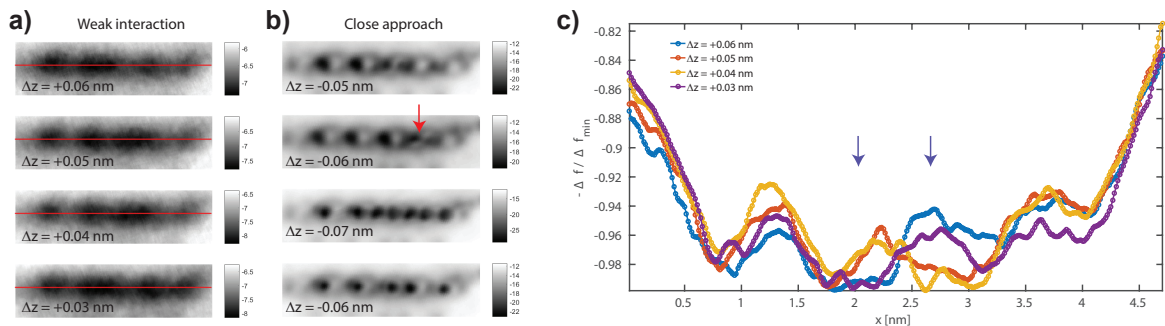 a)
Weak interaction
-6
-7
Δz = +0.06 nm
-6
-6.5
-7
-7.5
Δz = +0.05 nm
-6.5
-7
-7.5
-8
Δz = +0.04 nm
-6
-7
-8
Δz = +0.03 nm
b)
Close approach
-12
-14
-16
-18
-20
-22
Δz = -0.05 nm
-12
-14
-16
-18
-20
Δz = -0.06 nm
-15
-20
-25
Δz = -0.07 nm
-12
-14
-16
-18
-20
-22
Δz = -0.06 nm
c)
-0.82
-0.84
-0.86
-0.88
-0.9
-0.92
-0.94
-0.96
-0.98
- Δ f / Δ f min
Δz = +0.06 nm
Δz = +0.05 nm
Δz = +0.04 nm
Δz = +0.03 nm
0.5 1 1.5 2 2.5 3 3.5 4 4.5
x [nm]